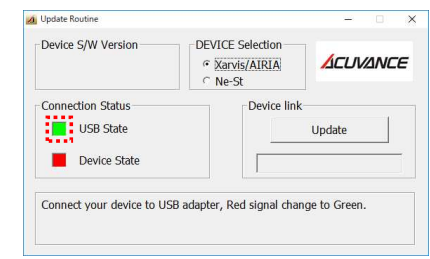 Update Routine
Device S/W Version
DEVICE Selection
Xarvis/AIRIA
Ne-St
ACUVANCE
Connection Status
USB State
Device State
Device link
Update
Connect your device to USB adapter, Red signal change to Green.